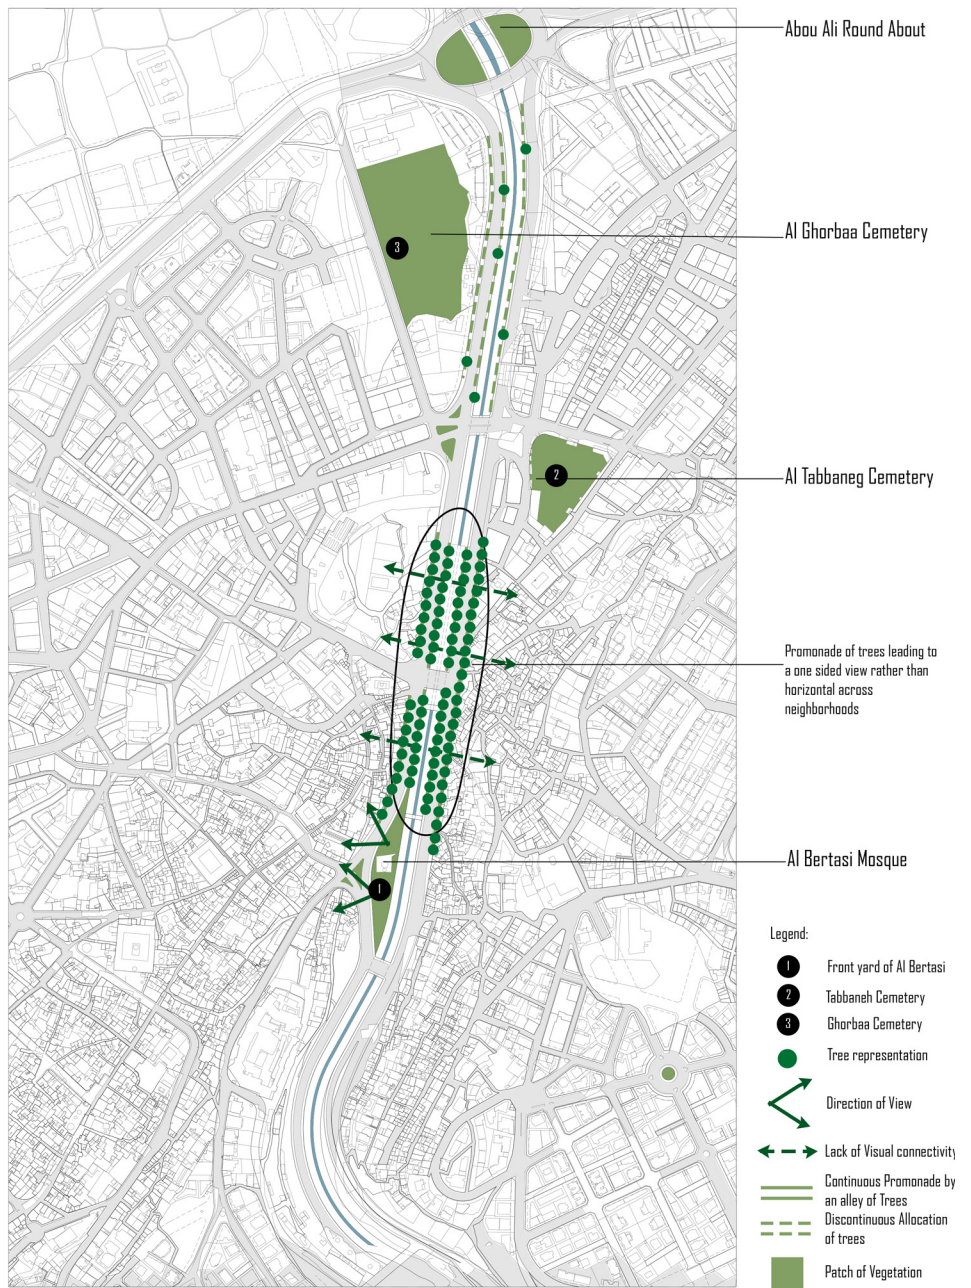 Abou Ali Round About
Al Ghorbaa Cemetery
3
Al Tabbaneg Cemetery
2
Promonade of trees leading to
a one sided view rather than
horizontal across
neighborhoods
Al Bertasi Mosque
1
Legend:
1 Front yard of Al Bertasi
2 Tabbaneh Cemetery
3 Ghorbaa Cemetery
Tree representation
Direction of View
Lack of Visual connectivity
Continuous Promonade by
an alley of Trees
Discontinuous Allocation
of trees
Patch of Vegetation